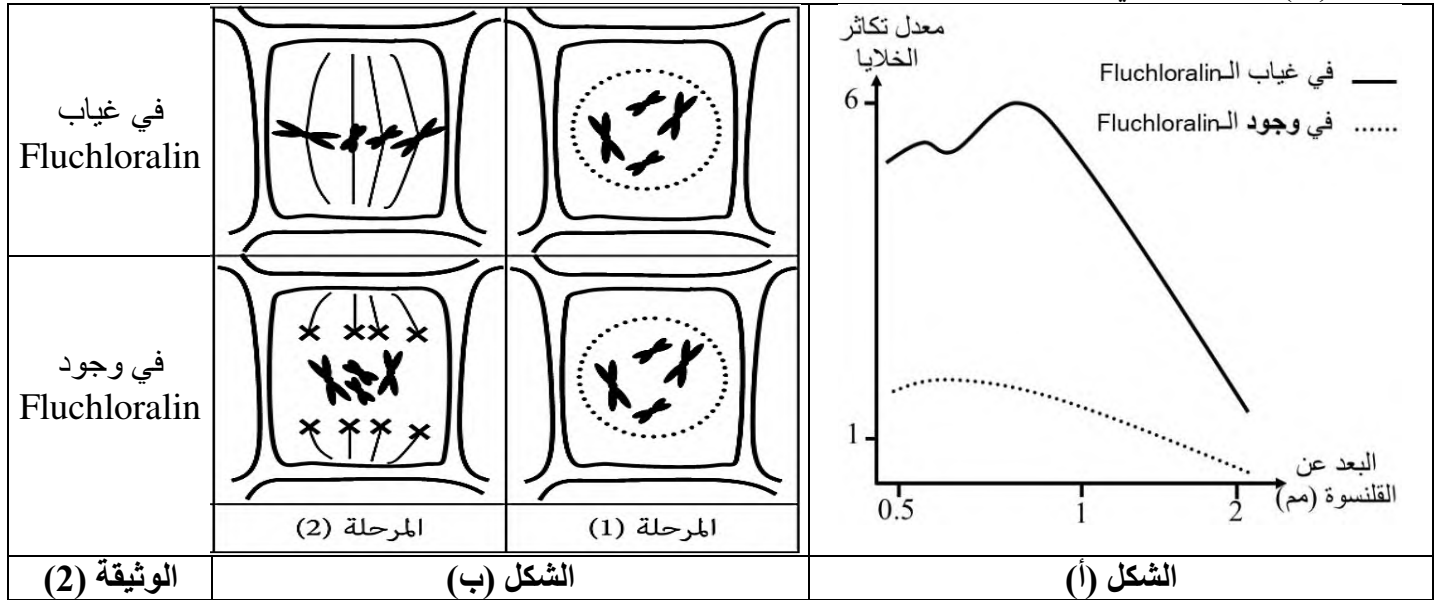 معدل تكاثر
الخلايا
في غياب الـFluchloralin
في وجود الـFluchloralin
6
1
0.5
1
2
البعد عن
القلنسوة (مم)
في غياب
Fluchloralin
في وجود
Fluchloralin
المرحلة (1)
المرحلة (2)
الشكل (أ)
الشكل (ب)
الوثيقة (2)